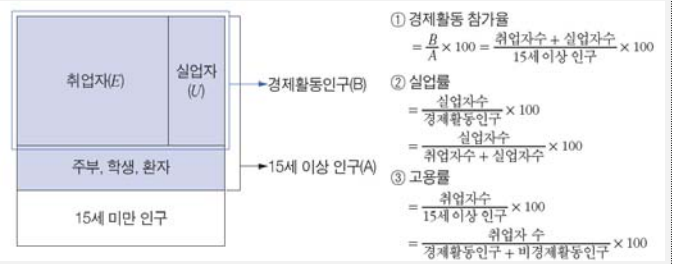 취업자(E)
실업자
(U)
경제활동인구(B)
주부, 학생, 환자
15세 이상 인구(A)
15세 미만 인구
① 경제활동 참가율
= B/A × 100 = 취업자수 + 실업자수/15세 이상 인구 × 100
② 실업률
= 실업자수/경제활동인구 × 100
= 실업자수/취업자수 + 실업자수 × 100
③ 고용률
= 취업자수/15세 이상 인구 × 100
= 취업자 수/경제활동인구 + 비경제활동인구 × 100